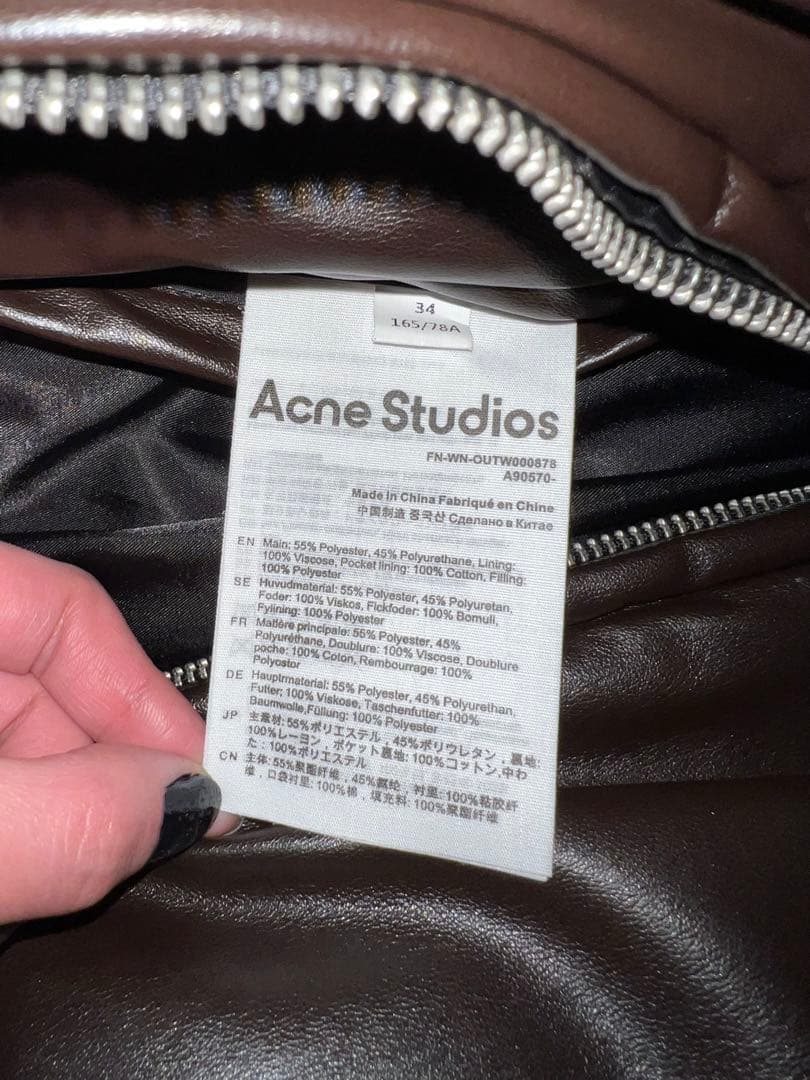 34
165/78A
Acne Studios
FN-WN-OUTW000878
A90570-
Made in China Fabriqué en Chine
中国制造 중국산 Сделано в Китае
EN Main: 55% Polyester, 45% Polyurethane, Lining:
100% Viscose, Pocket lining: 100% Cotton, Filling:
100% Polyester
SE Huvudmaterial: 55% Polyester, 45% Polyuretan,
Foder: 100% Viskos, Fickfoder: 100% Bomull,
Fyllning: 100% Polyester
FR Matière principale: 55% Polyester, 45%
Polyuréthane, Doublure: 100% Viscose, Doublure
poche: 100% Coton, Rembourrage: 100%
Polyester
DE Hauptmaterial: 55% Polyester, 45% Polyurethan,
Futter: 100% Viskose, Taschenfutter: 100%
Baumwolle,Füllung: 100% Polyester
JP 主素材: 55%ポリエステル , 45%ポリウレタン , 裏地:
100%レーヨン , ポケット裏地: 100%コットン,中わ
た : 100%ポリエステル
CN 主体: 55%聚酯纤维 , 45%氨纶 , 衬里: 100%粘胶纤
维 , 口袋衬里: 100%棉 , 填充料: 100%聚酯纤维